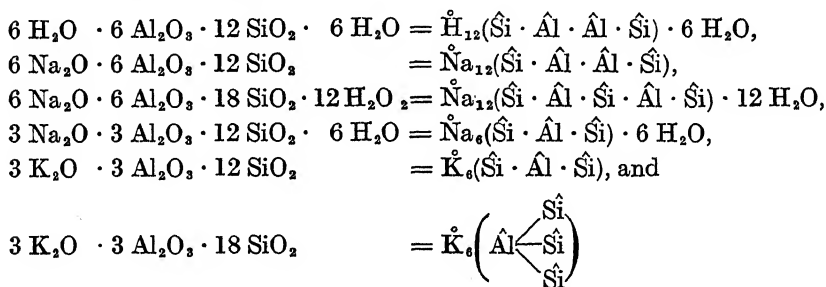 6 H₂O · 6 Al₂O₃ · 12 SiO₂ · 6 H₂O = H̊₁₂(Ŝi · Âl · Âl · Ŝi) · 6 H₂O,
6 Na₂O · 6 Al₂O₃ · 12 SiO₂ = N̊a₁₂(Ŝi · Âl · Âl · Ŝi),
6 Na₂O · 6 Al₂O₃ · 18 SiO₂ · 12 H₂O ₂= N̊a₁₂(Ŝi · Âl · Ŝi · Âl · Ŝi) · 12 H₂O,
3 Na₂O · 3 Al₂O₃ · 12 SiO₂ · 6 H₂O = N̊a₆(Ŝi · Âl · Ŝi) · 6 H₂O,
3 K₂O · 3 Al₂O₃ · 12 SiO₂ = K̊₆(Ŝi · Âl · Ŝi), and
Ŝi
3 K₂O · 3 Al₂O₃ · 18 SiO₂ = K̊₆(Âl Ŝi)
Ŝi